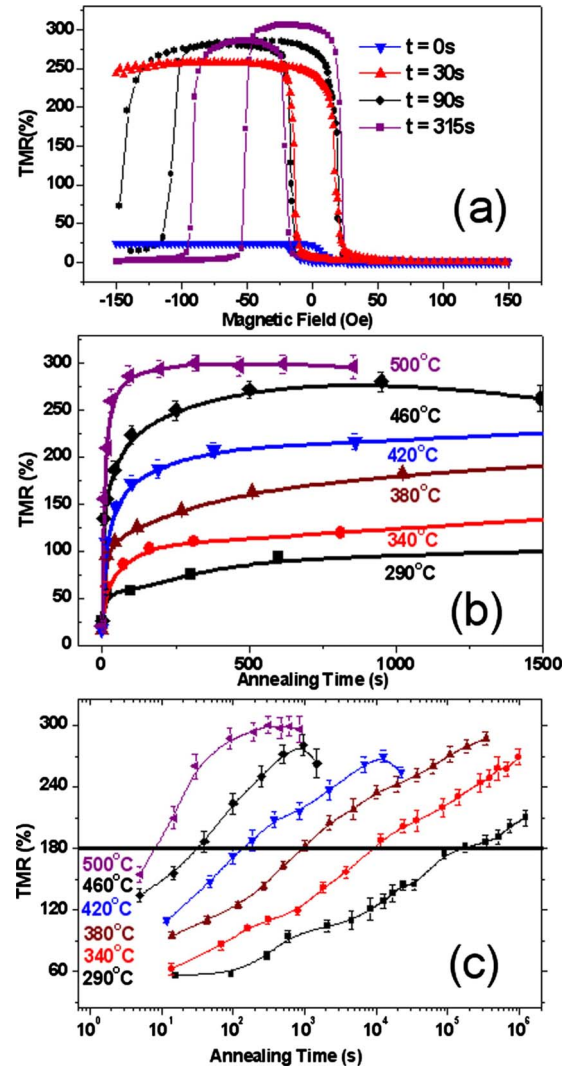 300
250
200
150
100
50
0
TMR(%)
t = 0s
t = 30s
t = 90s
t = 315s
(a)
-150 -100 -50 0 50 100 150
Magnetic Field (Oe)
300
250
200
150
100
50
0
TMR (%)
500°C
460°C
420°C
380°C
340°C
290°C
(b)
0 500 1000 1500
Annealing Time (s)
300
240
180
120
60
TMR (%)
500°C
460°C
420°C
380°C
340°C
290°C
(c)
10⁰ 10¹ 10² 10³ 10⁴ 10⁵ 10⁶
Annealing Time (s)